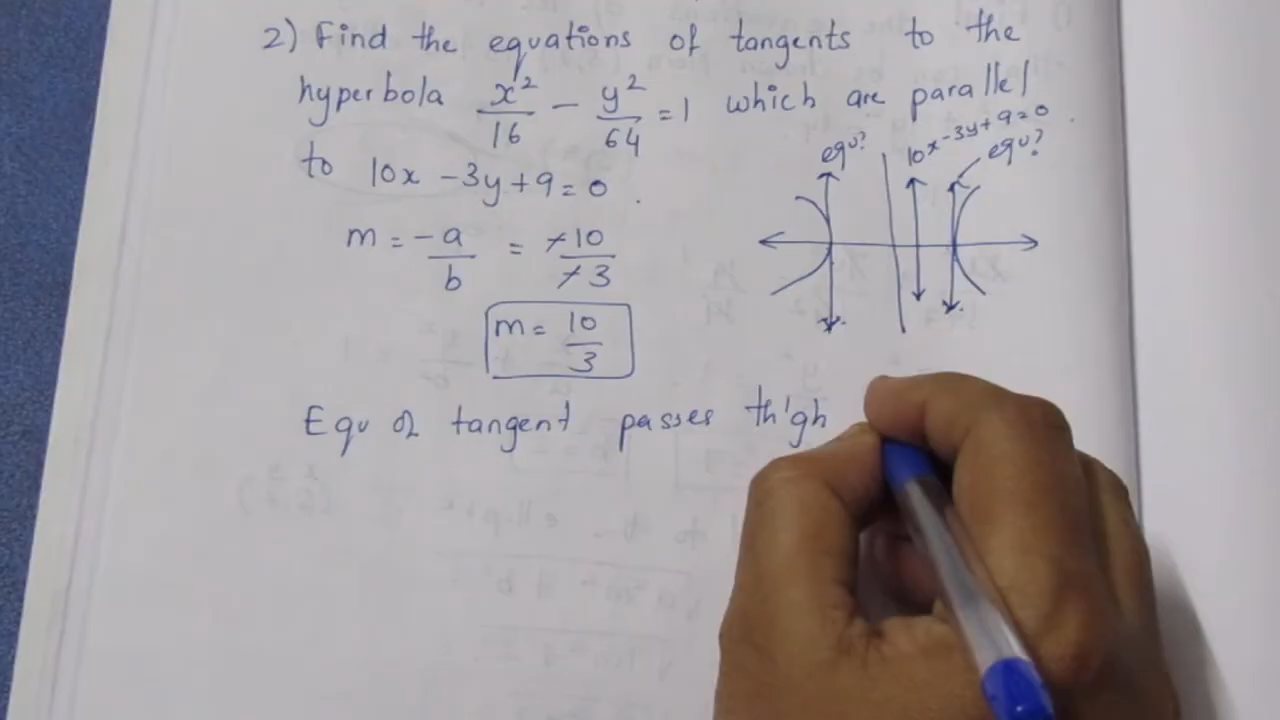 2) Find the equations of tangents to the
hyperbola x²/16 - y²/64 = 1 which are parallel
to 10x - 3y + 9 = 0.
equ? 10x - 3y + 9 = 0 equ?
m = -a/b = -10/-3
m = 10/3
Equ of tangent passes th'gh